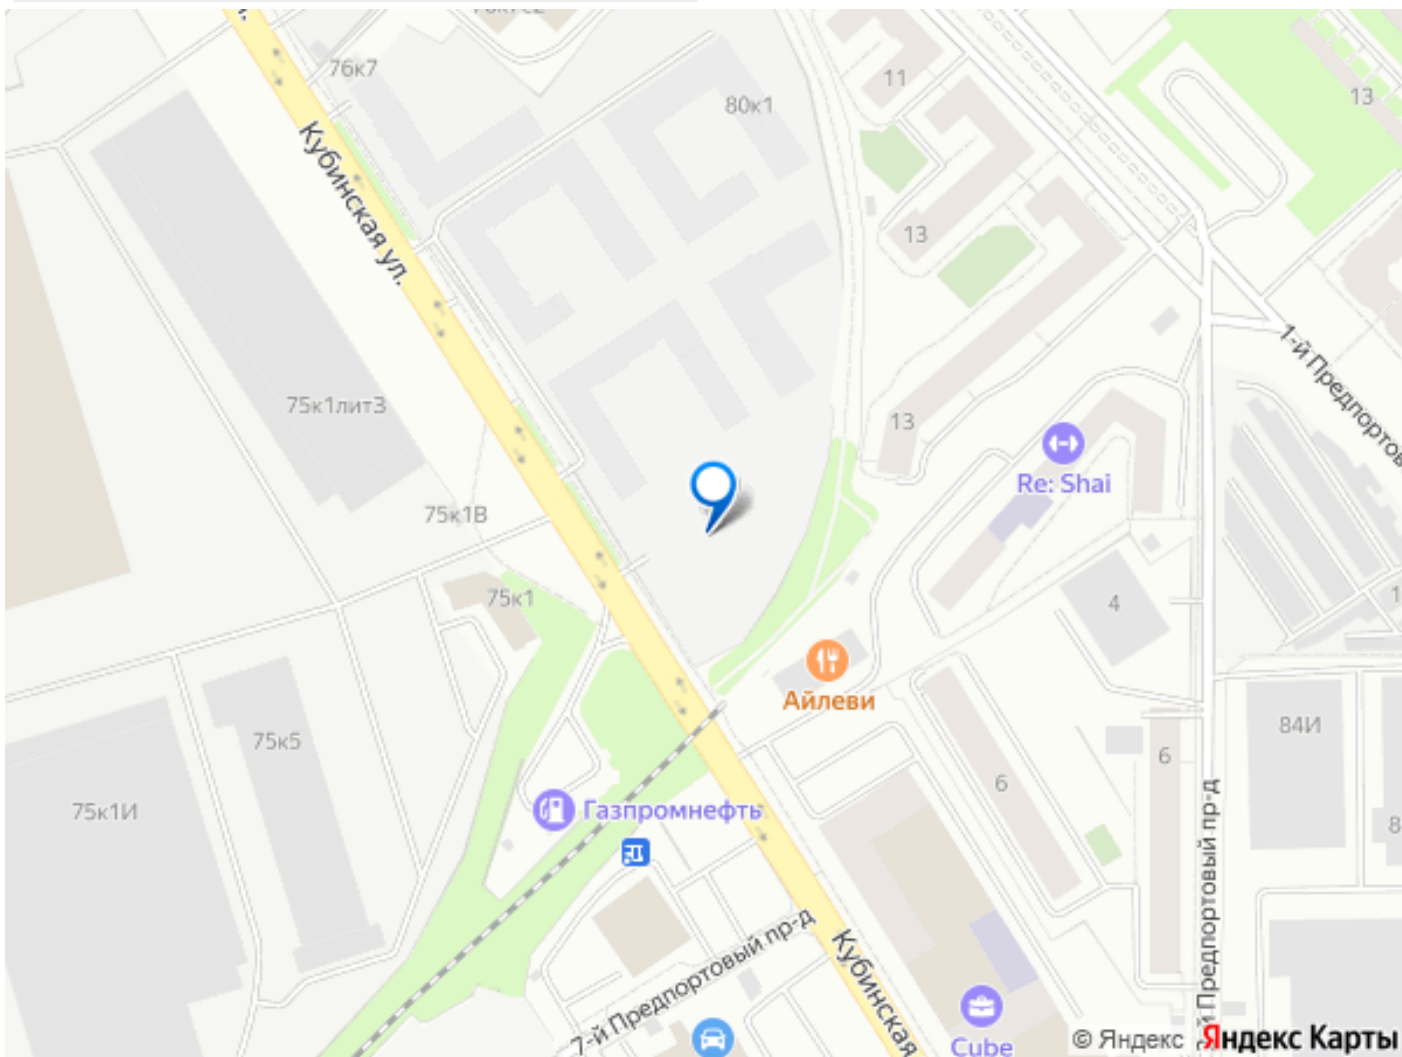 76к7
11
13
80к1
Кубинская ул.
13
1-й Предпортов
75к1лит3
13
Re: Shai
75к1В
75к1
4
Айлеви
84И
75к5
6
6
75к1И
Газпромнефть
й Предпортовый пр-д
7-й Предпортовый пр-д
Кубинская
Cube
© Яндекс Яндекс Карты